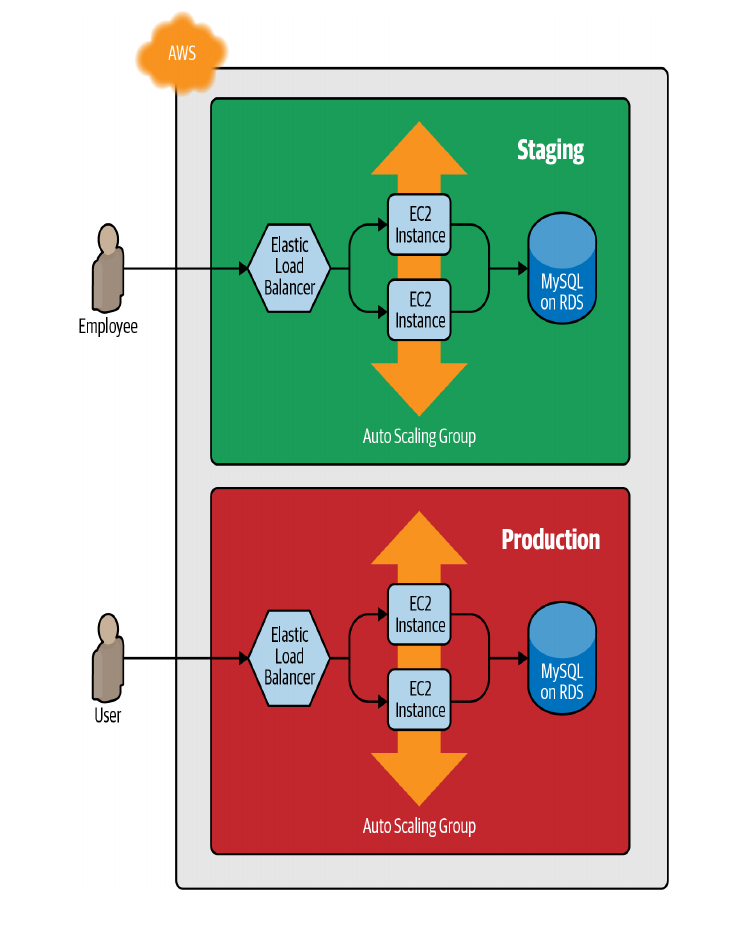 AWS
Staging
EC2
Instance
Elastic
Load
Balancer
EC2
Instance
MySQL
on RDS
Employee
Auto Scaling Group
Production
EC2
Instance
Elastic
Load
Balancer
EC2
Instance
MySQL
on RDS
User
Auto Scaling Group